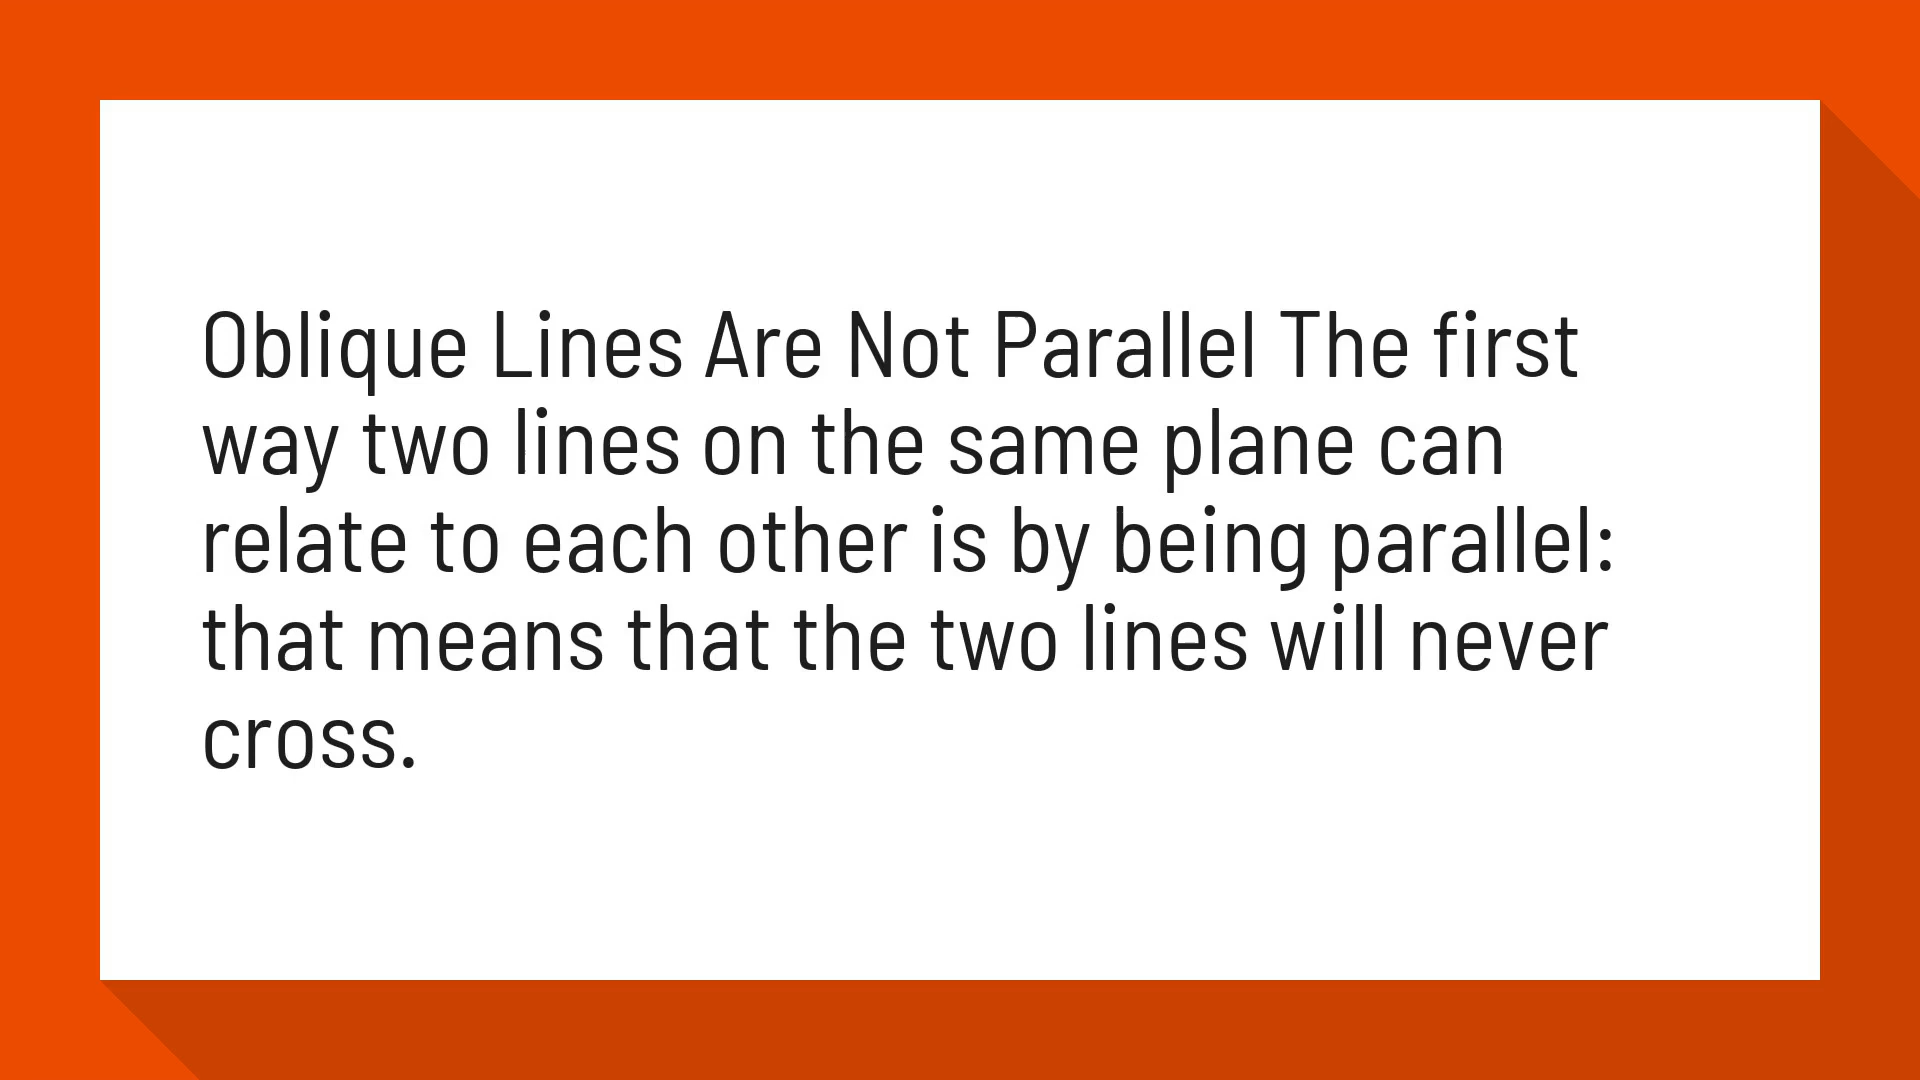 Oblique Lines Are Not Parallel The first
way two lines on the same plane can
relate to each other is by being parallel:
that means that the two lines will never
cross.